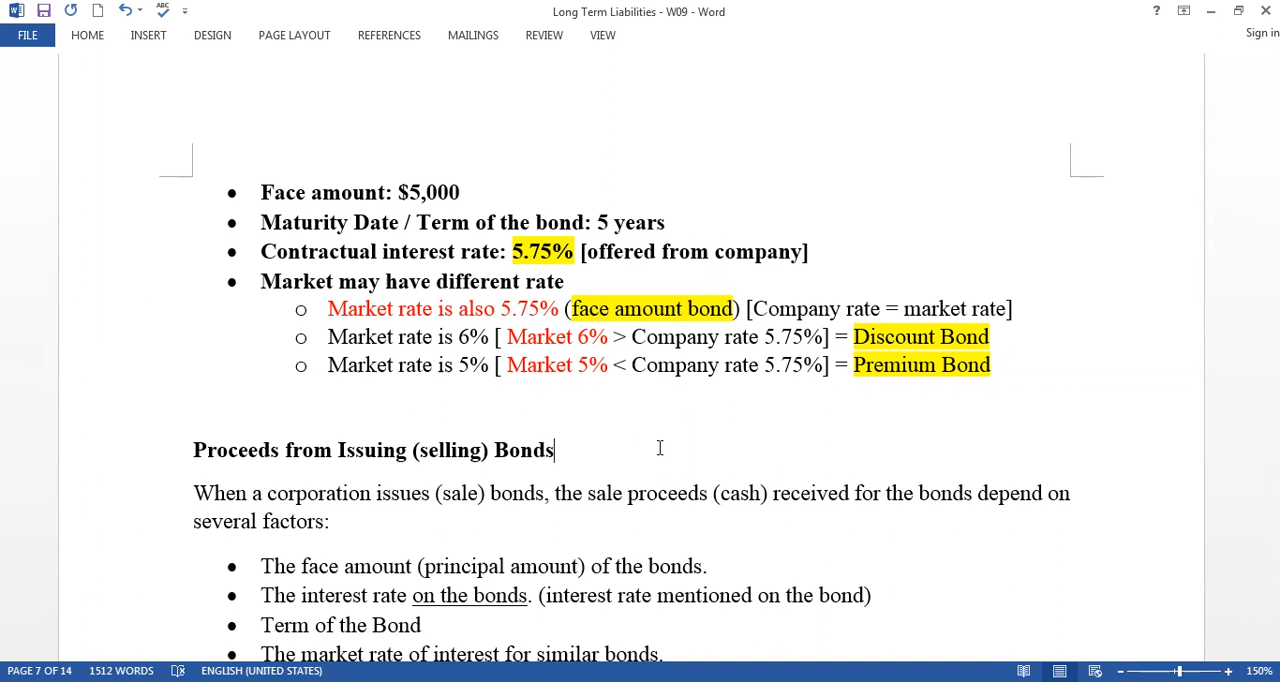 Long Term Liabilities - W09 - Word
FILE HOME INSERT DESIGN PAGE LAYOUT REFERENCES MAILINGS REVIEW VIEW Sign in
• Face amount: $5,000
• Maturity Date / Term of the bond: 5 years
• Contractual interest rate: 5.75% [offered from company]
• Market may have different rate
o Market rate is also 5.75% (face amount bond) [Company rate = market rate]
o Market rate is 6% [ Market 6% > Company rate 5.75%] = Discount Bond
o Market rate is 5% [ Market 5% < Company rate 5.75%] = Premium Bond
Proceeds from Issuing (selling) Bonds
When a corporation issues (sale) bonds, the sale proceeds (cash) received for the bonds depend on
several factors:
• The face amount (principal amount) of the bonds.
• The interest rate on the bonds. (interest rate mentioned on the bond)
• Term of the Bond
• The market rate of interest for similar bonds.
PAGE 7 OF 14 1512 WORDS ENGLISH (UNITED STATES) 150%